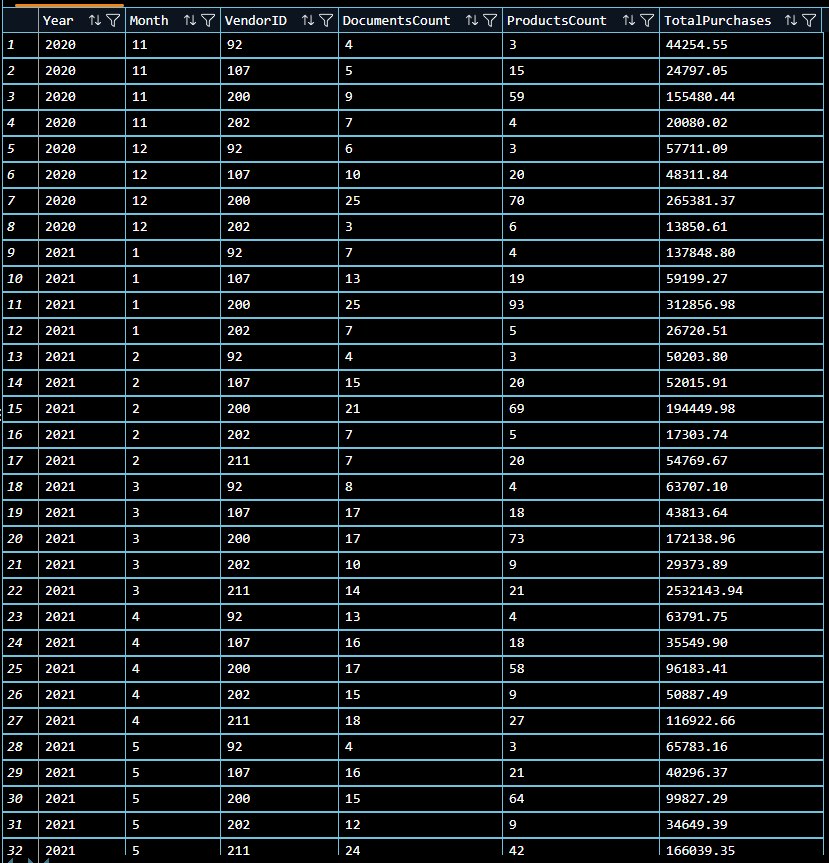 Year Month VendorID DocumentsCount ProductsCount TotalPurchases
1 2020 11 92 4 3 44254.55
2 2020 11 107 5 15 24797.05
3 2020 11 200 9 59 155480.44
4 2020 11 202 7 4 20080.02
5 2020 12 92 6 3 57711.09
6 2020 12 107 10 20 48311.84
7 2020 12 200 25 70 265381.37
8 2020 12 202 3 6 13850.61
9 2021 1 92 7 4 137848.80
10 2021 1 107 13 19 59199.27
11 2021 1 200 25 93 312856.98
12 2021 1 202 7 5 26720.51
13 2021 2 92 4 3 50203.80
14 2021 2 107 15 20 52015.91
15 2021 2 200 21 69 194449.98
16 2021 2 202 7 5 17303.74
17 2021 2 211 7 20 54769.67
18 2021 3 92 8 4 63707.10
19 2021 3 107 17 18 43813.64
20 2021 3 200 17 73 172138.96
21 2021 3 202 10 9 29373.89
22 2021 3 211 14 21 2532143.94
23 2021 4 92 13 4 63791.75
24 2021 4 107 16 18 35549.90
25 2021 4 200 17 58 96183.41
26 2021 4 202 15 9 50887.49
27 2021 4 211 18 27 116922.66
28 2021 5 92 4 3 65783.16
29 2021 5 107 16 21 40296.37
30 2021 5 200 15 64 99827.29
31 2021 5 202 12 9 34649.39
32 2021 5 211 24 42 166039.35